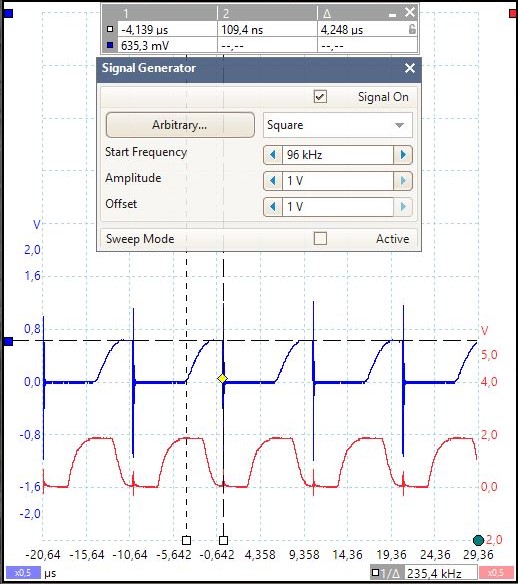 1 2 Δ
-4,139 µs 109,4 ns 4,248 µs
635,3 mV --,-- --,--
Signal Generator
Signal On
Arbitrary... Square
Start Frequency 96 kHz
Amplitude 1 V
Offset 1 V
Sweep Mode Active
V
2,0
1,6
0,8
0,0
-0,8
-1,6
-2,0
V
5,0
4,0
2,0
0,0
-2,0
-20,64 -15,64 -10,64 -5,642 -0,642 4,358 9,358 14,36 19,36 24,36 29,36
x0,5 µs 1/Δ 235,4 kHz x0,5